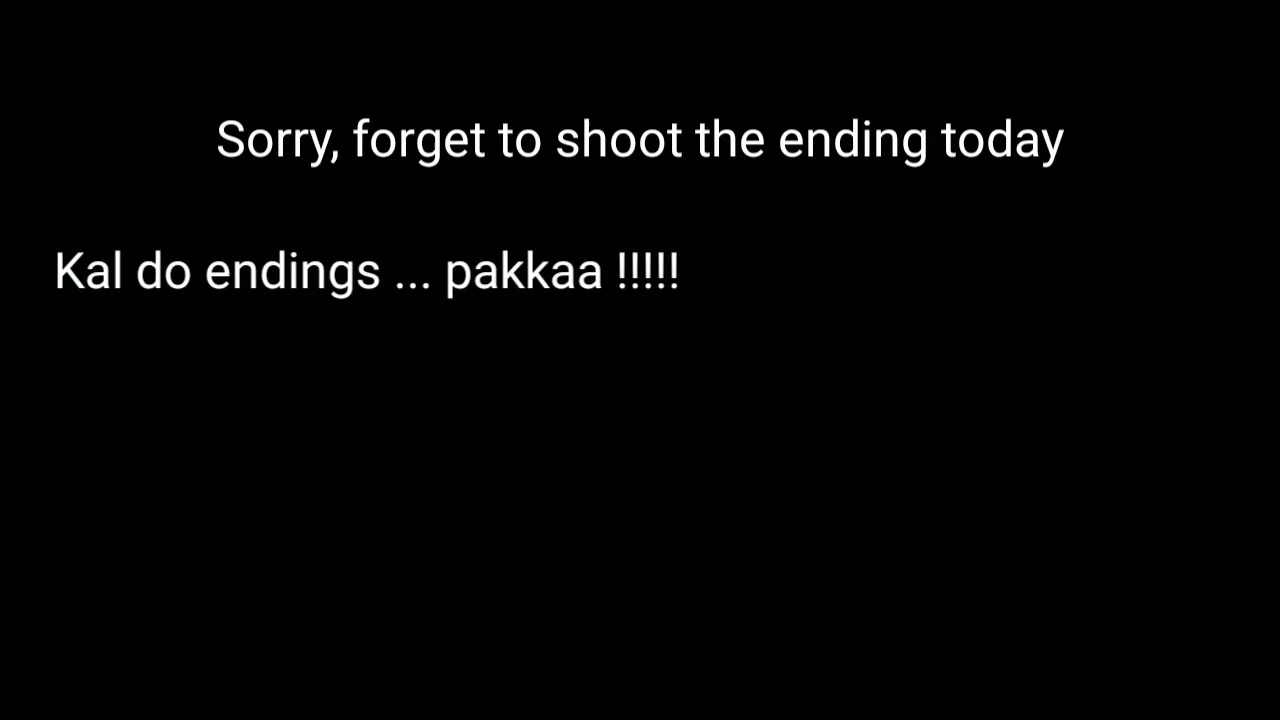 Sorry, forget to shoot the ending today
Kal do endings ... pakkaa !!!!!